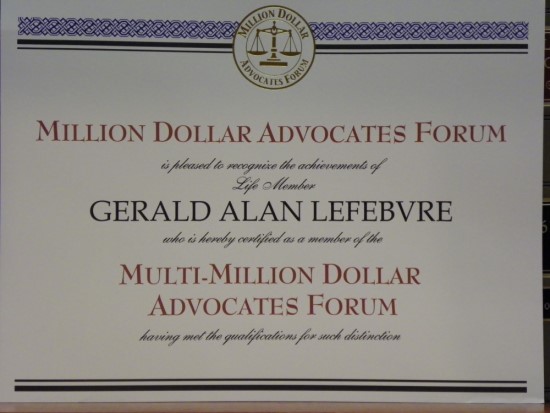 MILLION DOLLAR
ADVOCATES FORUM
MILLION DOLLAR ADVOCATES FORUM
is pleased to recognize the achievements of
Life Member
GERALD ALAN LEFEBVRE
who is hereby certified as a member of the
MULTI-MILLION DOLLAR
ADVOCATES FORUM
having met the qualifications for such distinction